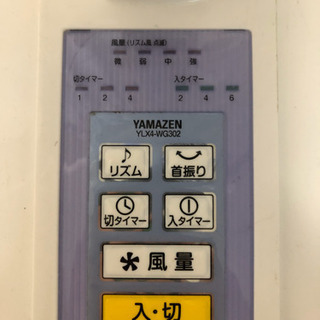 風量(リズム風 点滅)
微 弱 中 強
切タイマー 入タイマー
1 2 4 2 4 6
YAMAZEN
YLX4-WG302
リズム 首振り
切タイマー 入タイマー
風量
入・切